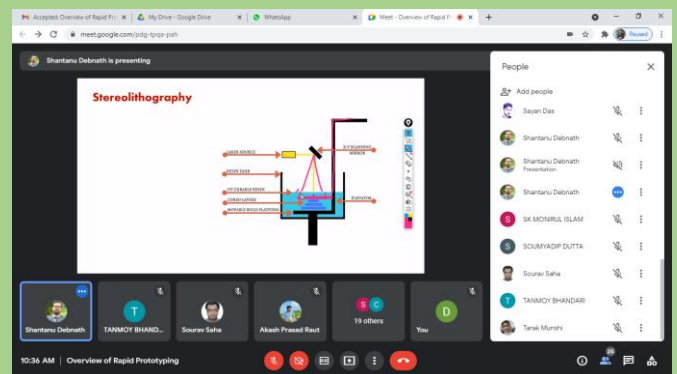 Accepted: Overview of Rapid Pr
My Drive - Google Drive
WhatsApp
Meet - Overview of Rapid P
meet.google.com/pdg-tpqa-pah
Paused
Shantanu Debnath is presenting
Stereolithography
LASER SOURCE
X-Y SCANNING
MIRROR
RESIN TANK
UV CURABLE RESIN
CURED LAYERS
MOVABLE BUILD PLATFORM
ELEVATOR
People
Add people
Sayan Das
Shantanu Debnath
Shantanu Debnath
Presentation
Shantanu Debnath
S SK MONIRUL ISLAM
S SOUMYADIP DUTTA
Sourav Saha
T TANMOY BHANDARI
Tarak Munshi
T
S C
19 others
D
Shantanu Debnath
TANMOY BHAND...
Sourav Saha
Akash Prasad Raut
You
10:36 AM | Overview of Rapid Prototyping